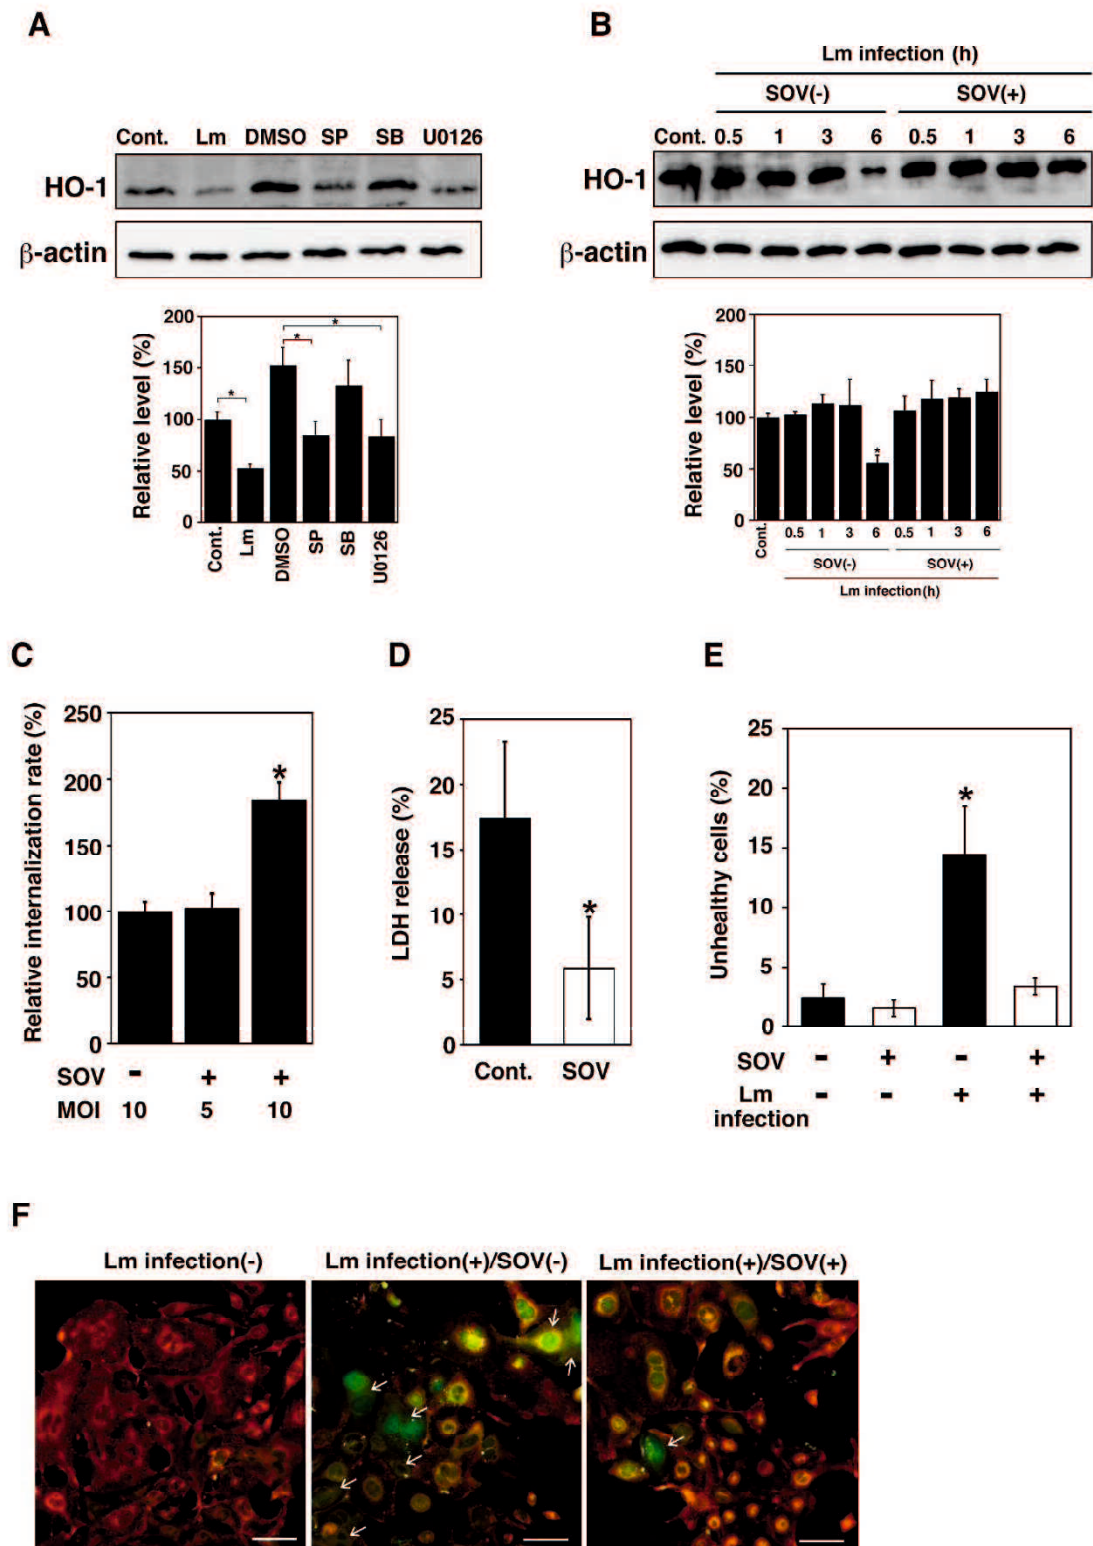 A
Cont. Lm DMSO SP SB U0126
HO-1
β-actin
Relative level (%)
200
150
100
50
0
* * *
Cont. Lm DMSO SP SB U0126
B
Lm infection (h)
SOV(-) SOV(+)
Cont. 0.5 1 3 6 0.5 1 3 6
HO-1
β-actin
Relative level (%)
200
150
100
50
0
*
Cont. 0.5 1 3 6 0.5 1 3 6
SOV(-) SOV(+)
Lm infection(h)
C
Relative internalization rate (%)
250
200
150
100
50
0
*
SOV - + +
MOI 10 5 10
D
LDH release (%)
25
20
15
10
5
0
*
Cont. SOV
E
Unhealthy cells (%)
25
20
15
10
5
0
*
SOV - + - +
Lm infection - - + +
F
Lm infection(-) Lm infection(+)/SOV(-) Lm infection(+)/SOV(+)